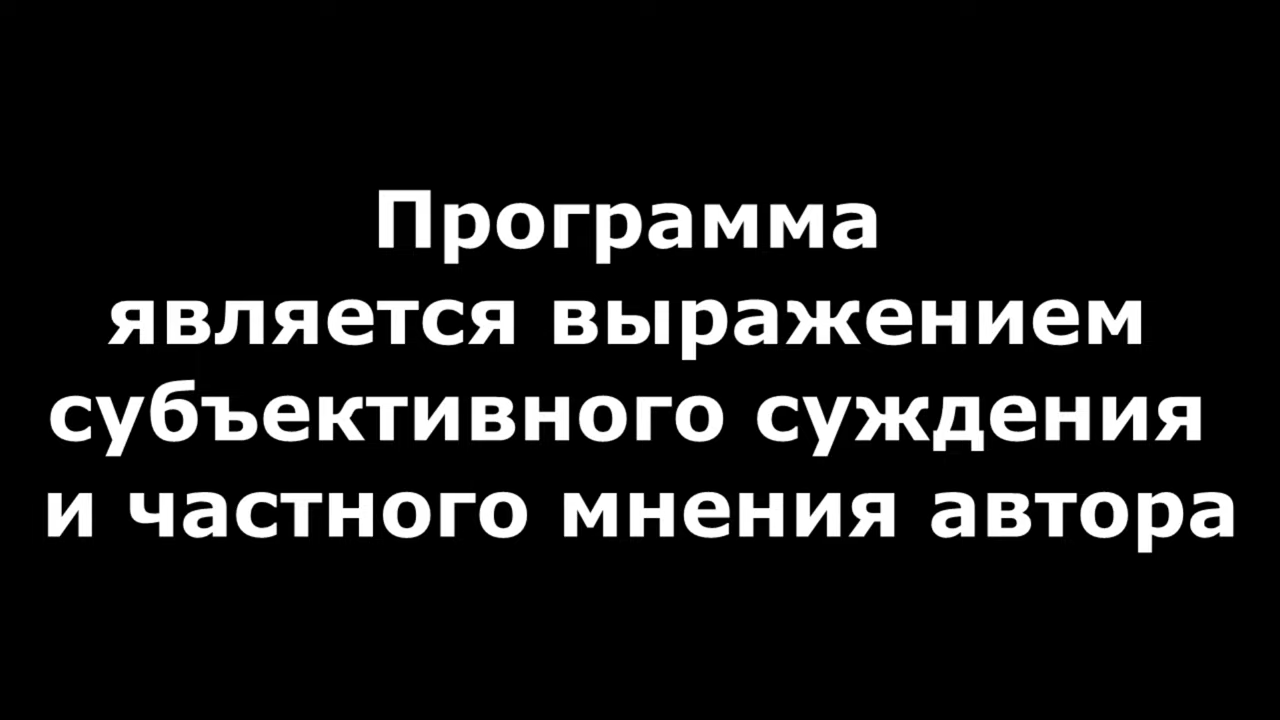 Программа
является выражением
субъективного суждения
и частного мнения автора